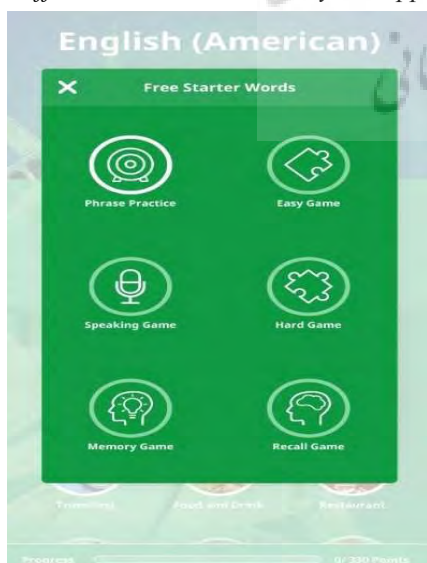 English (American)
Free Starter Words
Phrase Practice
Easy Game
Speaking Game
Hard Game
Memory Game
Recall Game
Food and Drink
Restaurant
Progress
0/330 Points